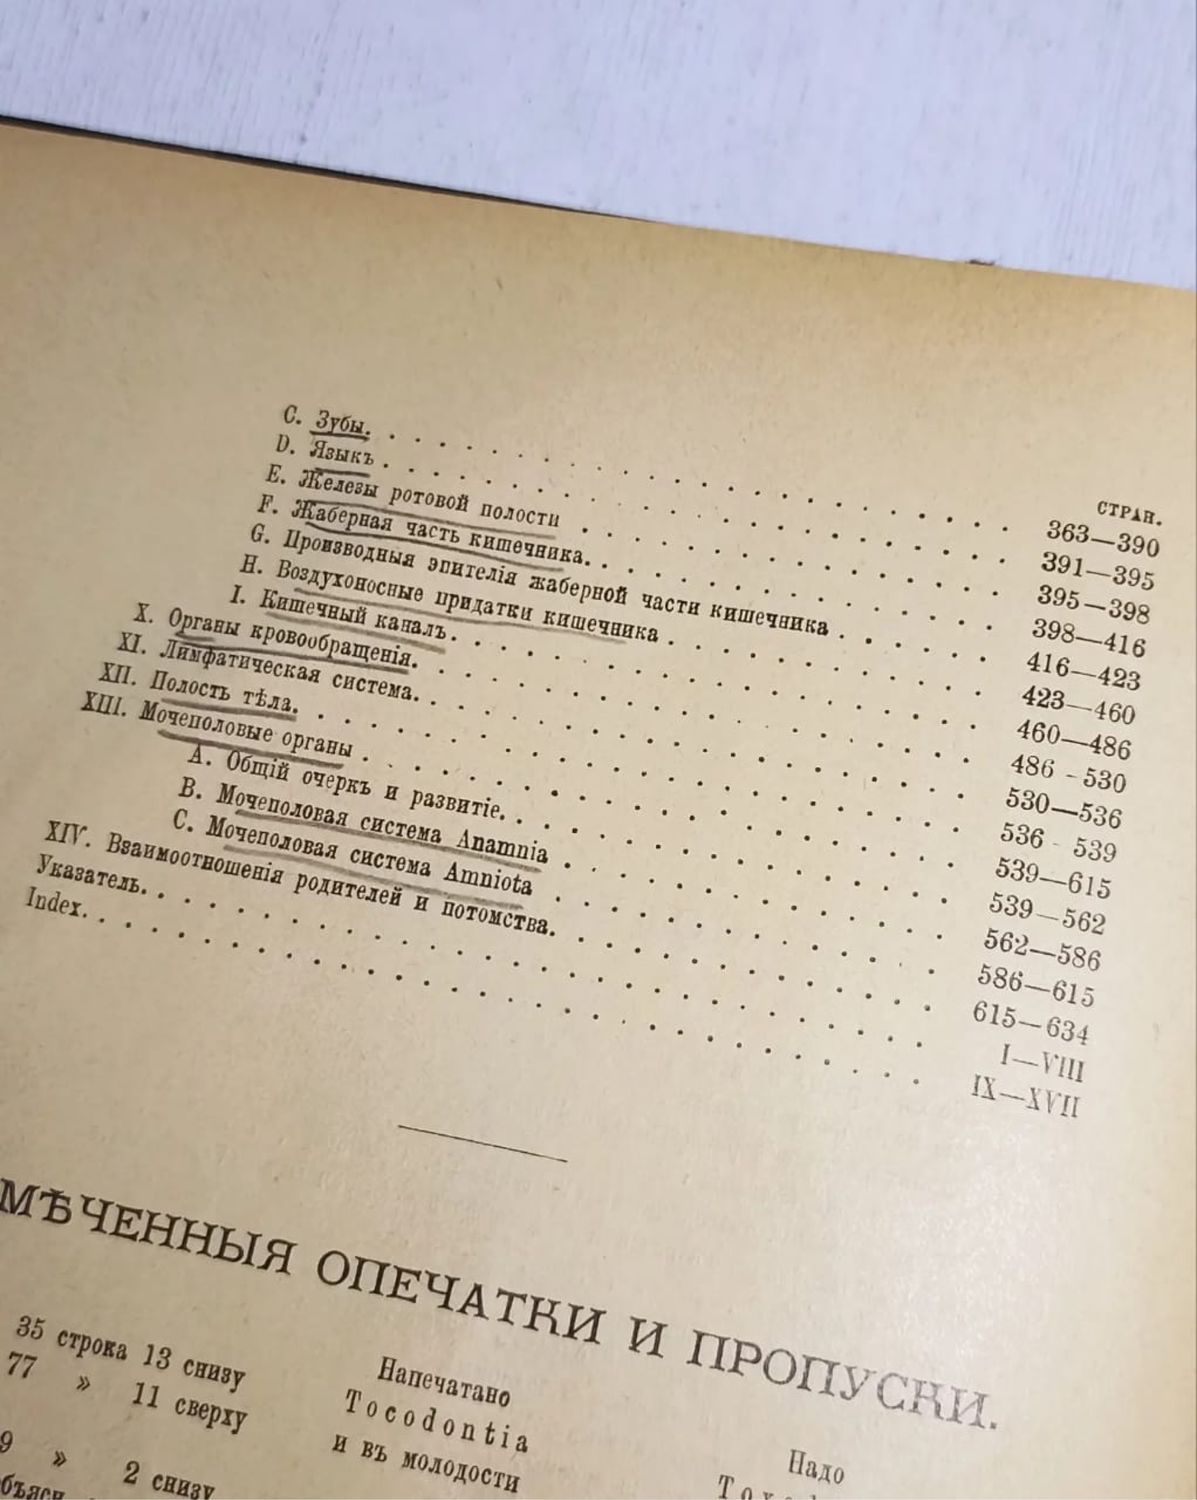 СТРАН.
C. Зубы. 363—390
D. Языкъ 391—395
E. Железы ротовой полости 395—398
F. Жаберная часть кишечника. 398—416
G. Производныя эпителія жаберной части кишечника 416—423
H. Воздухоносные придатки кишечника 423—460
I. Кишечный каналъ. 460—486
X. Органы кровообращенія. 486-530
XI. Лимфатическая система. 530—536
XII. Полость тѣла. 536-539
XIII. Мочеполовые органы 539—615
A. Общій очеркъ и развитіе. 539—562
B. Мочеполовая система Anamnia 562—586
C. Мочеполовая система Amniota 586—615
XIV. Взаимоотношенія родителей и потомства. 615—634
Указатель. I—VIII
Index. IX—XVII
МѢЧЕННЫЯ ОПЕЧАТКИ И ПРОПУСКИ.
Напечатано Надо
35 строка 13 снизу Tocodontia
77 » 11 сверху и въ молодости
9 » 2 снизу